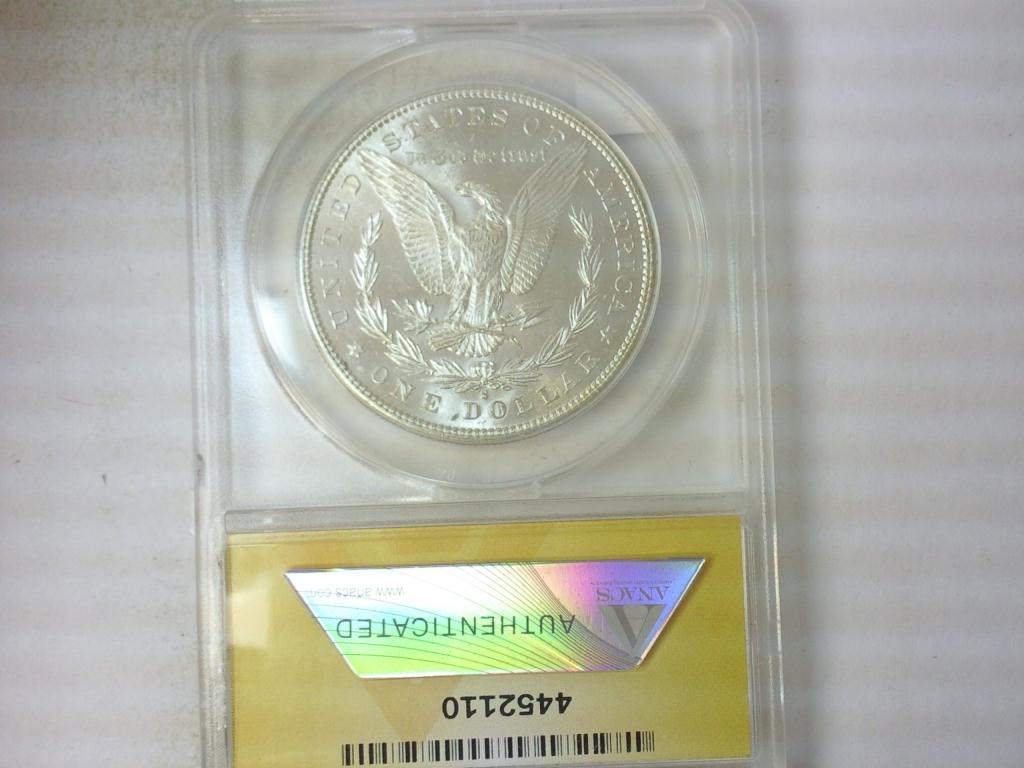 UNITED STATES OF AMERICA
In God We trust
S
ONE DOLLAR
ANACS
www.anacs.com
AUTHENTICATED
4452110